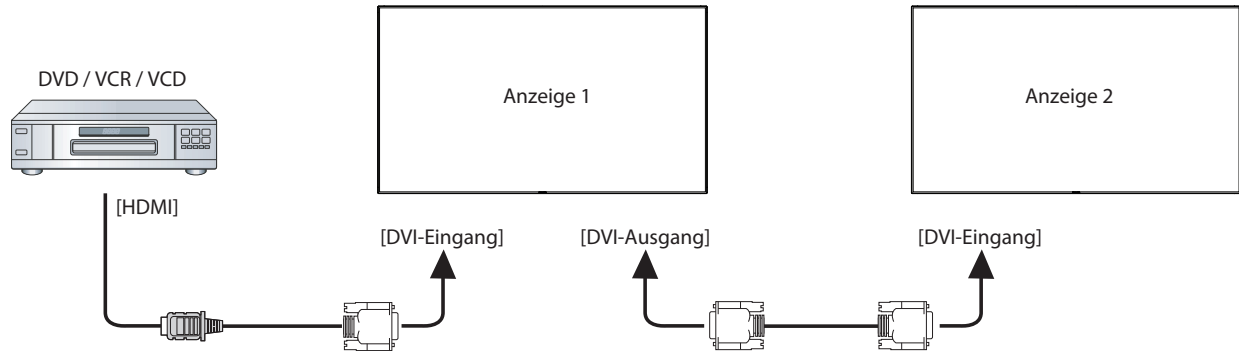 DVD / VCR / VCD
Anzeige 1
Anzeige 2
[HDMI]
[DVI-Eingang]
[DVI-Ausgang]
[DVI-Eingang]